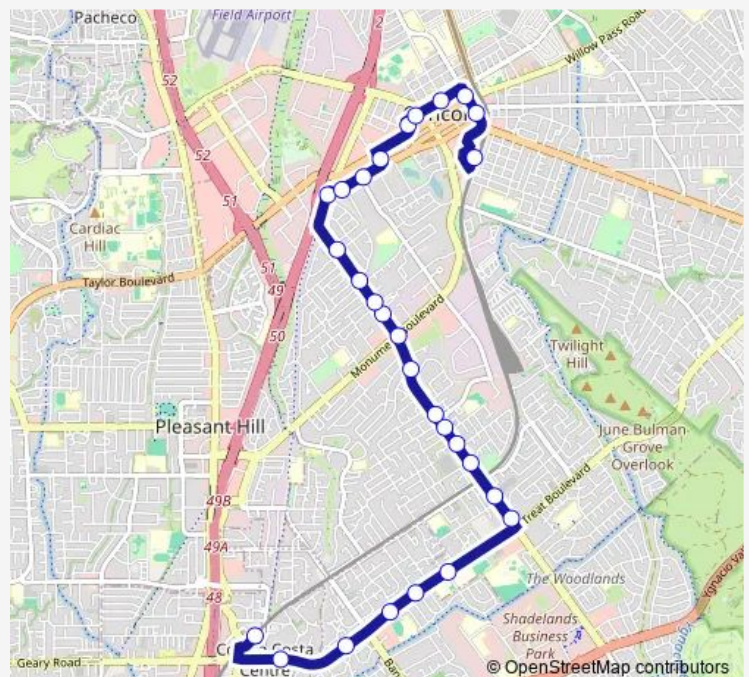 Pacheco
Field Airport
2
Willow Pass Road
52
52
51
Cardiac
Hill
Taylor Boulevard
51
49
50
Monument Boulevard
Twilight
Hill
Pleasant Hill
June Bulman
Grove
Overlook
49B
Treat Boulevard
49A
The Woodlands
48
Shadelands
Business
Park
Geary Road
Centre
© OpenStreetMap contributors